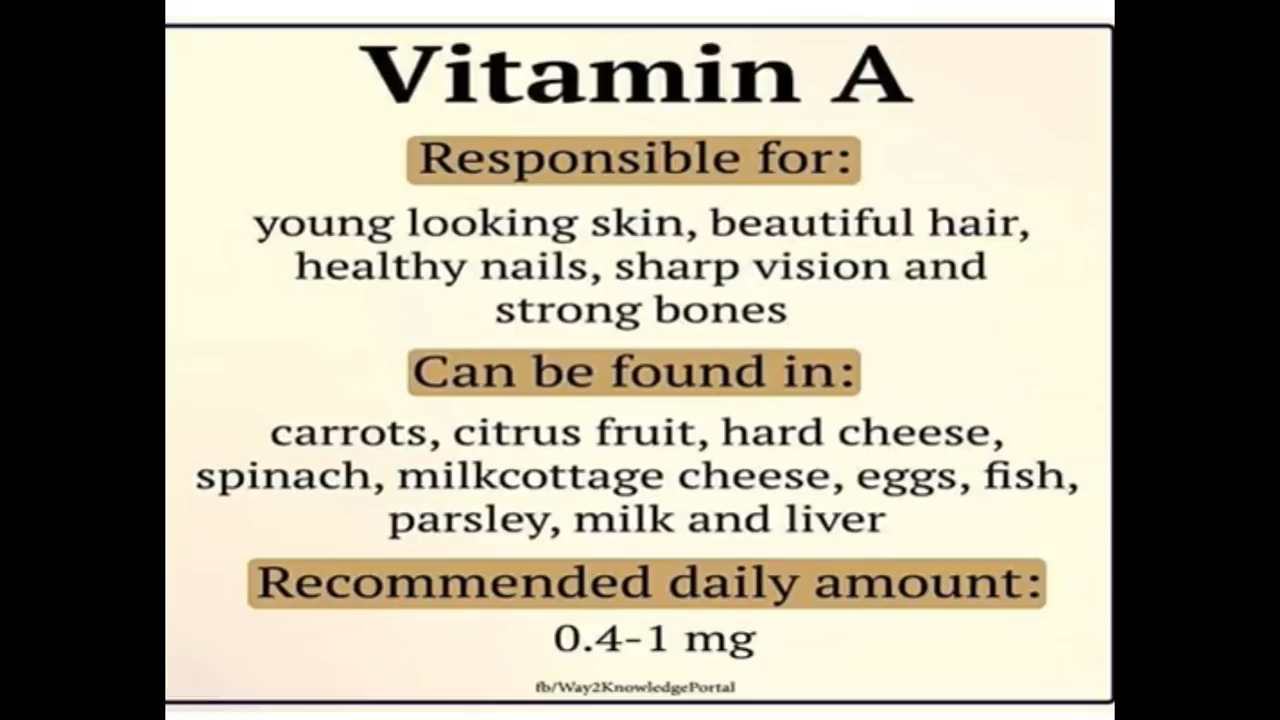 Vitamin A
Responsible for:
young looking skin, beautiful hair,
healthy nails, sharp vision and
strong bones
Can be found in:
carrots, citrus fruit, hard cheese,
spinach, milkcottage cheese, eggs, fish,
parsley, milk and liver
Recommended daily amount:
0.4-1 mg
fb/Way2KnowledgePortal